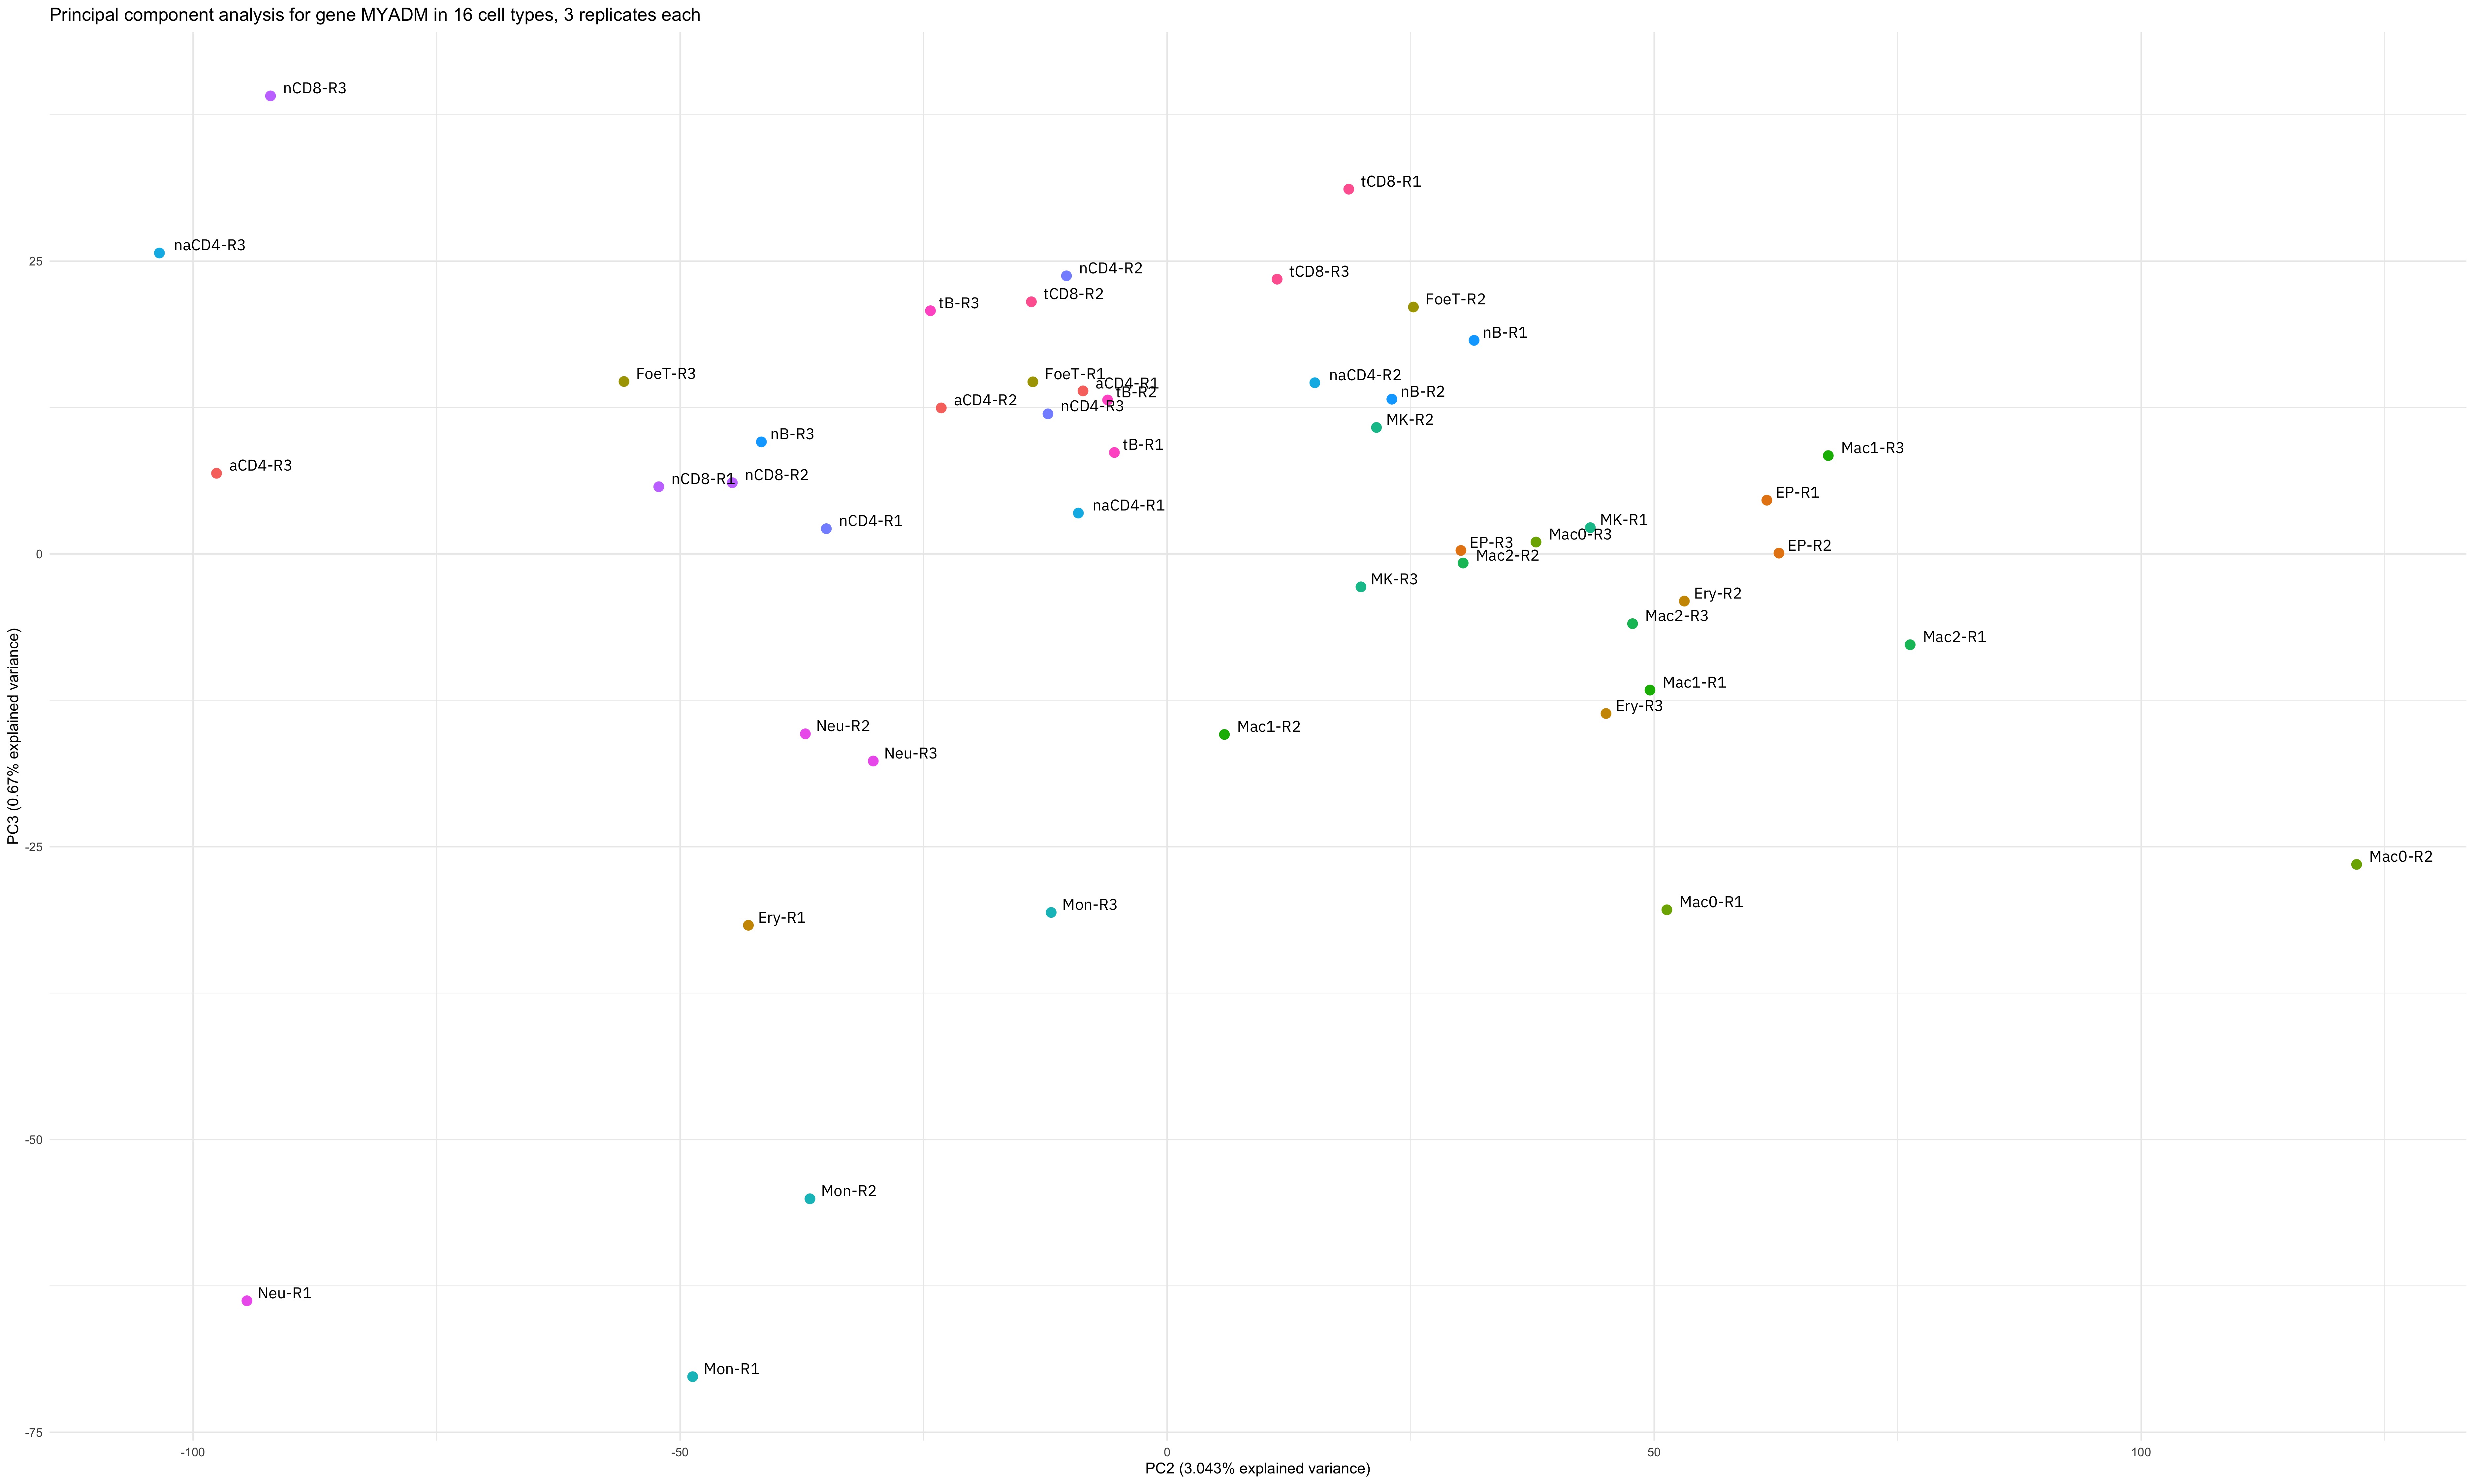 Principal component analysis for gene MYADM in 16 cell types, 3 replicates each
nCD8-R3
tCD8-R1
naCD4-R3
25
nCD4-R2
tCD8-R3
tCD8-R2
tB-R3
FoeT-R2
nB-R1
FoeT-R3
FoeT-R1
naCD4-R2
aCD4-R1
tB-R2
nB-R2
aCD4-R2
nCD4-R3
MK-R2
nB-R3
tB-R1
Mac1-R3
aCD4-R3
nCD8-R1
nCD8-R2
EP-R1
naCD4-R1
nCD4-R1
MK-R1
Mac0-R3
EP-R3
EP-R2
0
Mac2-R2
MK-R3
Ery-R2
Mac2-R3
Mac2-R1
Mac1-R1
Ery-R3
Neu-R2
Mac1-R2
Neu-R3
PC3 (0.67% explained variance)
-25
Mac0-R2
Mac0-R1
Mon-R3
Ery-R1
-50
Mon-R2
Neu-R1
Mon-R1
-75
-100
-50
0
50
100
PC2 (3.043% explained variance)